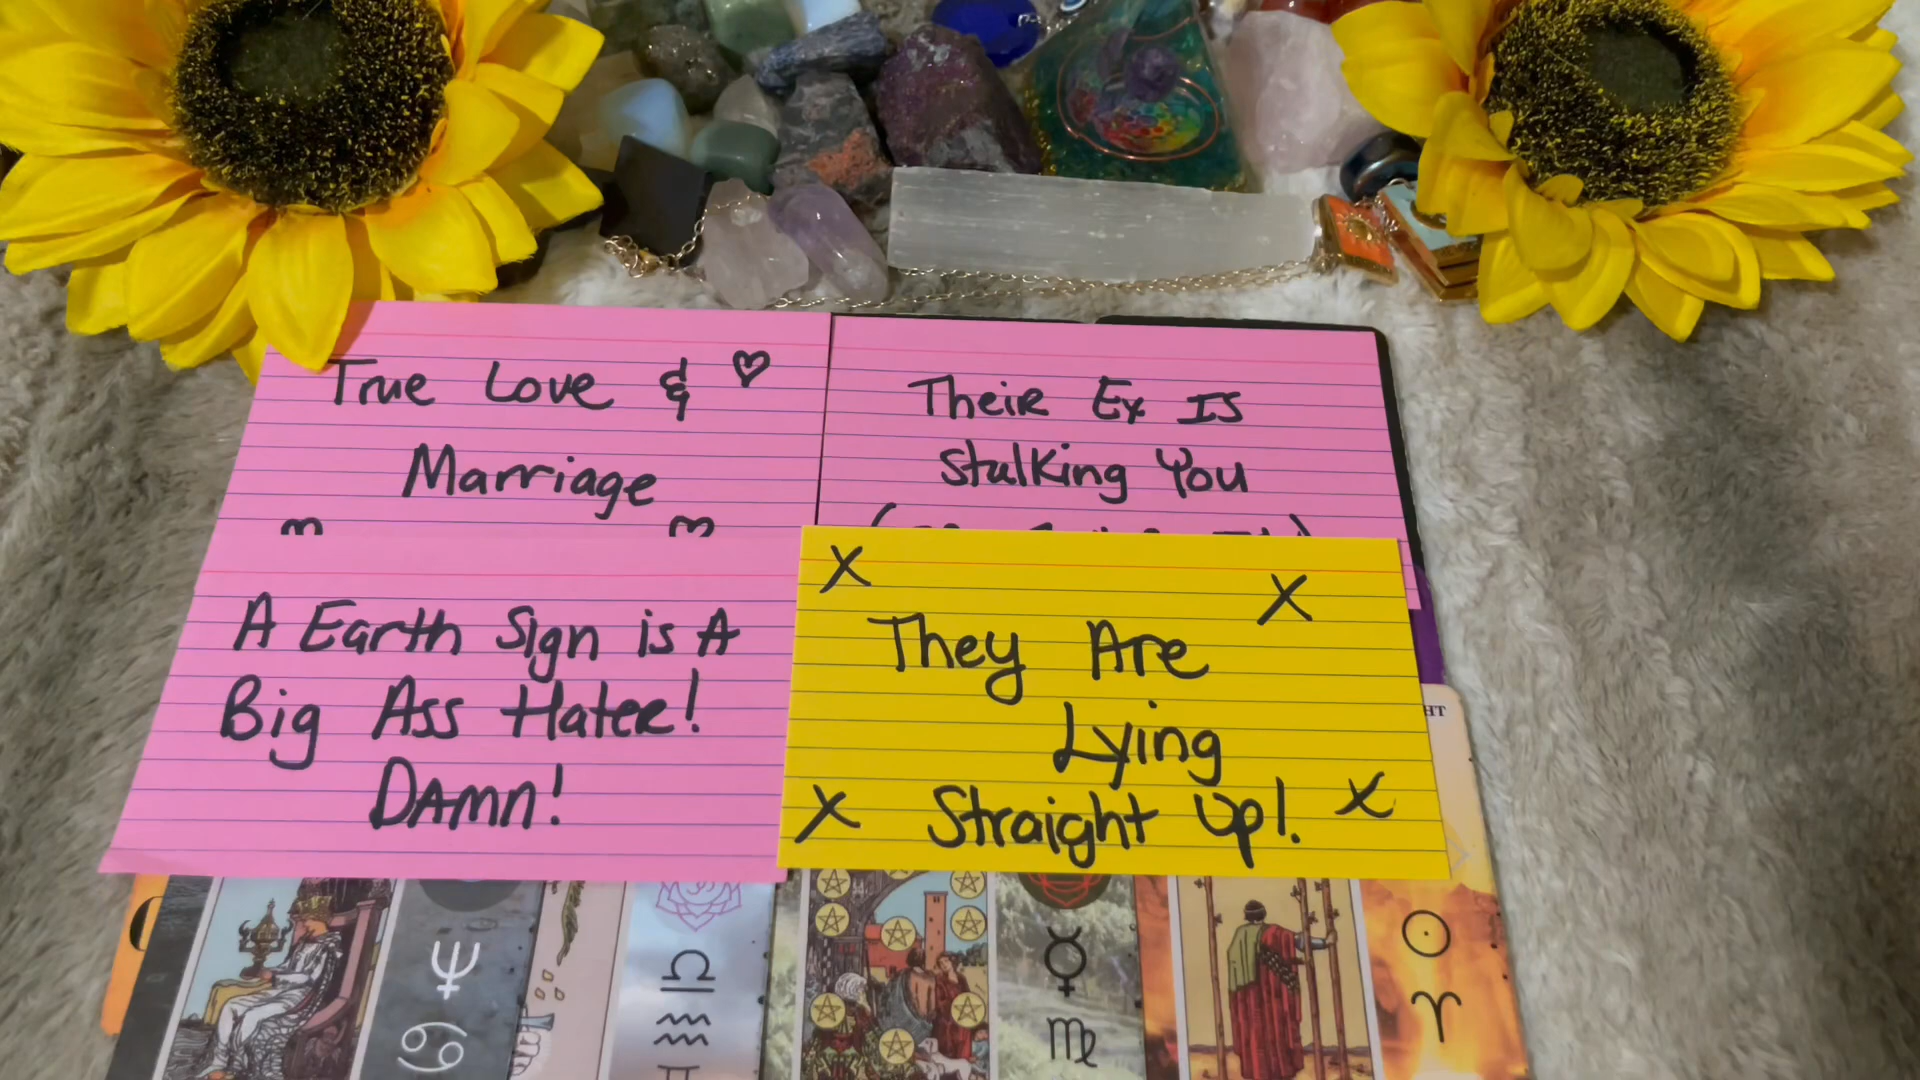 True Love &
Marriage
Their Ex Is
Stalking You
A Earth Sign is A
Big Ass Hater!
DAMN!
X X
They Are
Lying
X Straight Up! X
HT